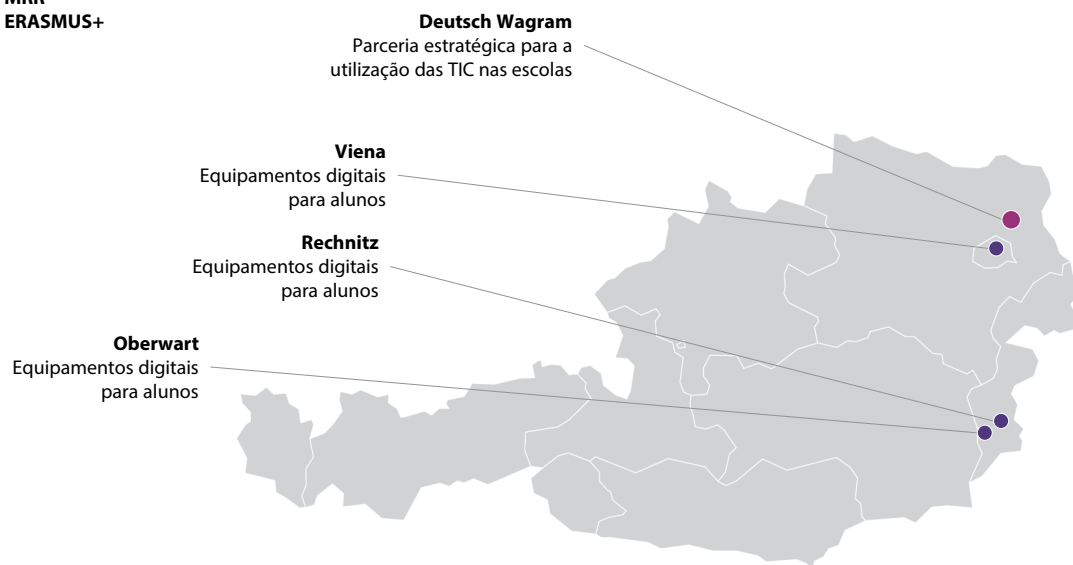 MRR
ERASMUS+
Deutsch Wagram
Parceria estratégica para a
utilização das TIC nas escolas
Viena
Equipamentos digitais
para alunos
Rechnitz
Equipamentos digitais
para alunos
Oberwart
Equipamentos digitais
para alunos